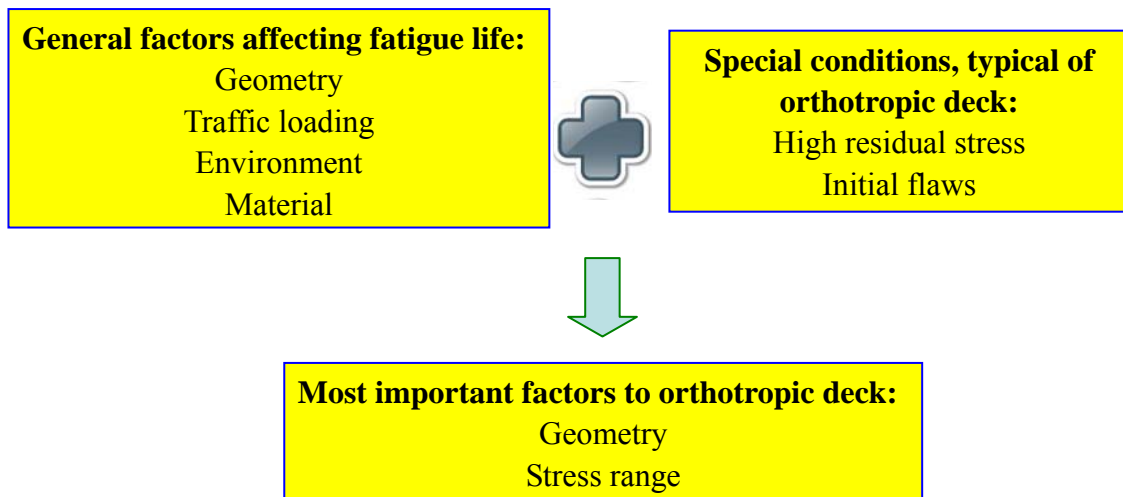 General factors affecting fatigue life:
Geometry
Traffic loading
Environment
Material
Special conditions, typical of
orthotropic deck:
High residual stress
Initial flaws
Most important factors to orthotropic deck:
Geometry
Stress range